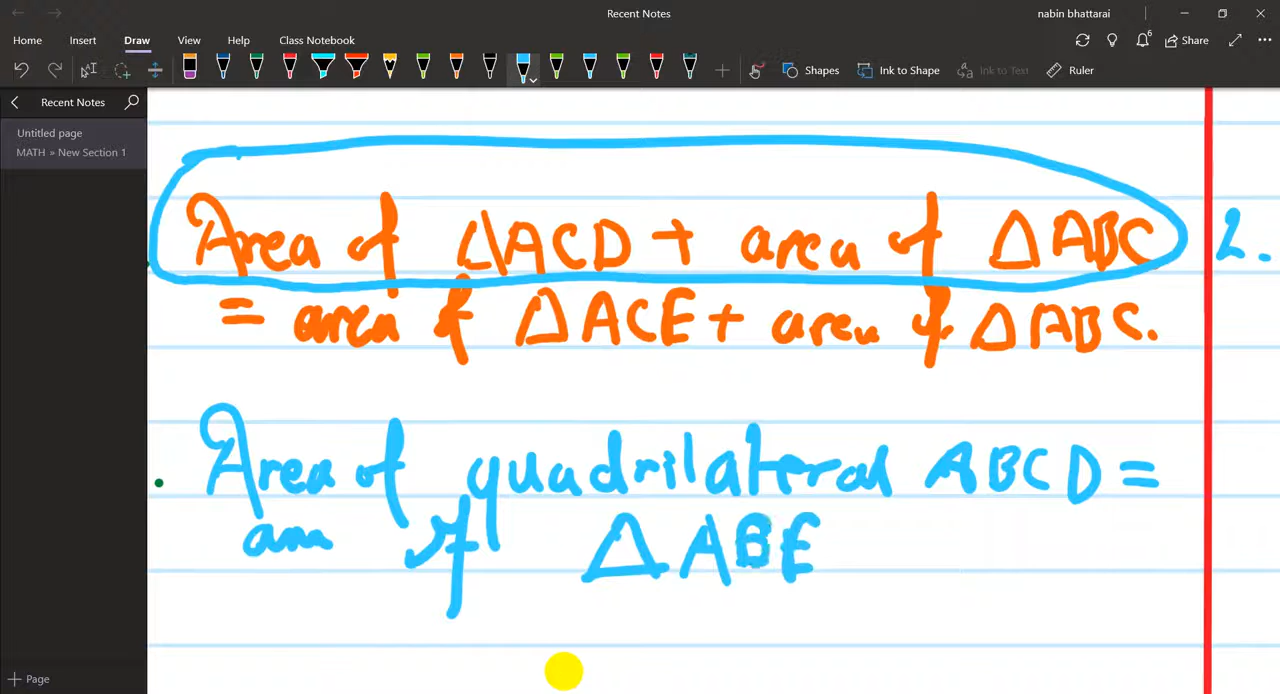 Recent Notes
nabin bhattarai
Home Insert Draw View Help Class Notebook
Share
Shapes Ink to Shape Ink to Text Ruler
Recent Notes
Untitled page
MATH » New Section 1
Area of △ACD + area of △ABC 2.
= area of △ACE + area of △ABC.
Area of quadrilateral ABCD =
area of △ABE
+ Page